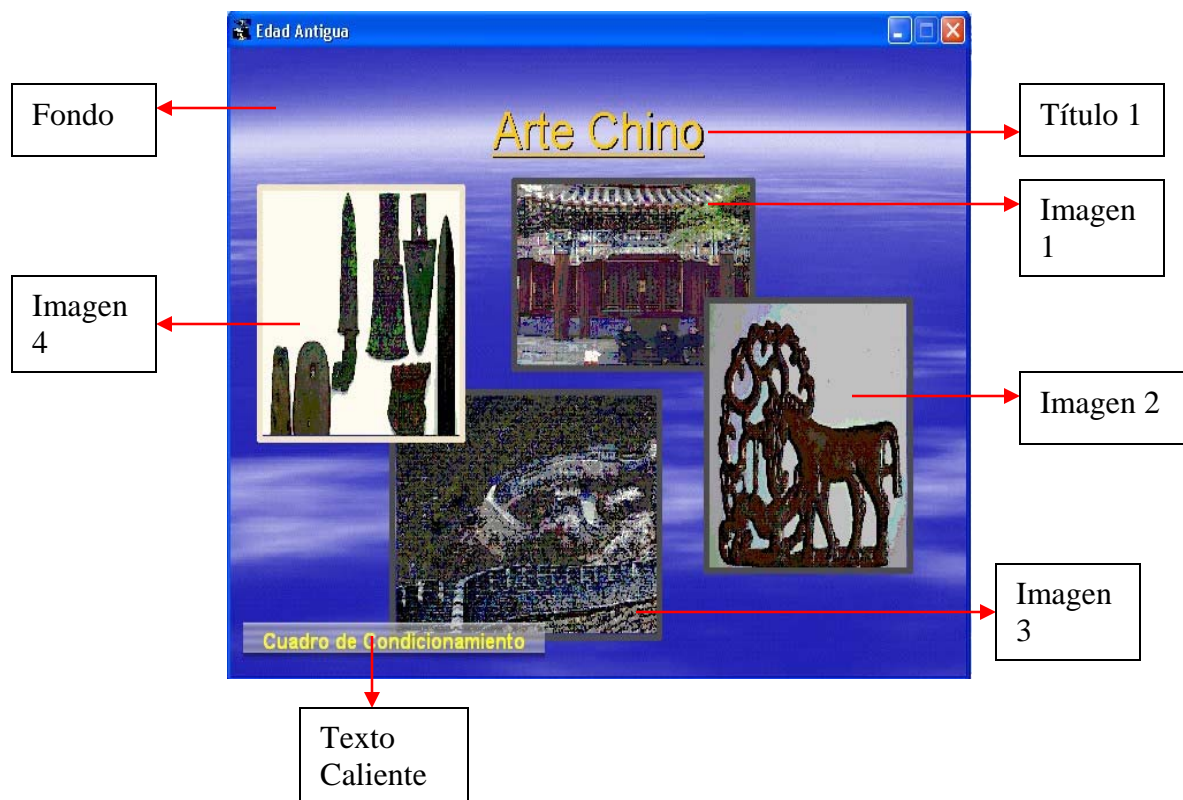 Edad Antigua
Fondo
Arte Chino
Título 1
Imagen
1
Imagen
4
Imagen 2
Imagen
3
Cuadro de Condicionamiento
Texto
Caliente